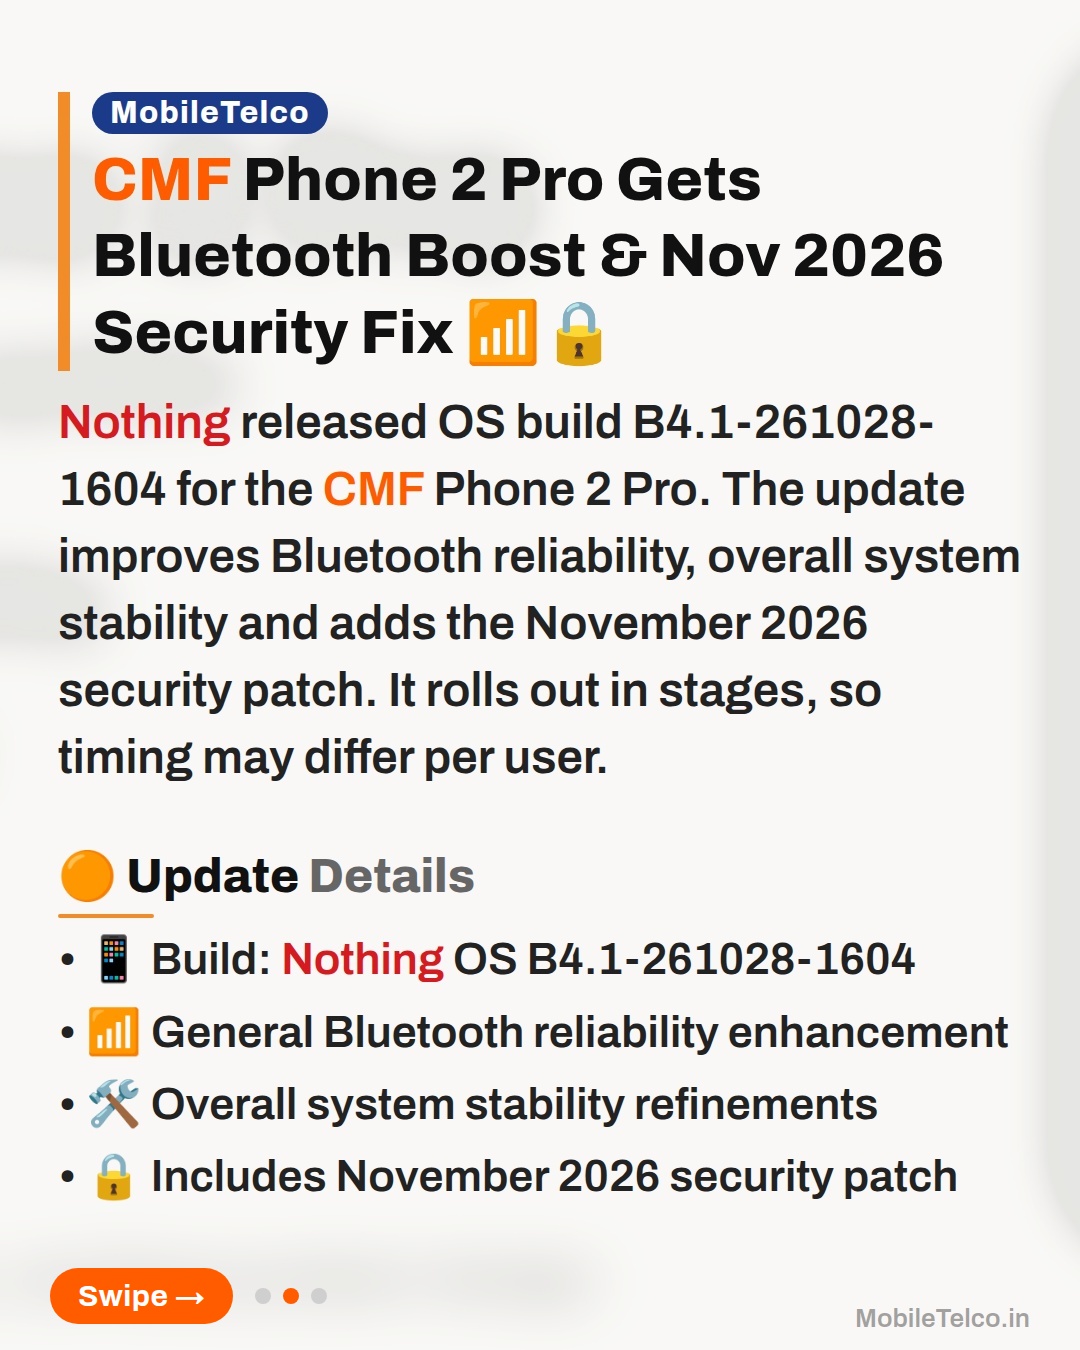 MobileTelco
CMF Phone 2 Pro Gets
Bluetooth Boost & Nov 2026
Security Fix 📶🔒
Nothing released OS build B4.1-261028-
1604 for the CMF Phone 2 Pro. The update
improves Bluetooth reliability, overall system
stability and adds the November 2026
security patch. It rolls out in stages, so
timing may differ per user.
🟠 Update Details
• 📱 Build: Nothing OS B4.1-261028-1604
• 📶 General Bluetooth reliability enhancement
• 🛠️ Overall system stability refinements
• 🔒 Includes November 2026 security patch
Swipe →
MobileTelco.in